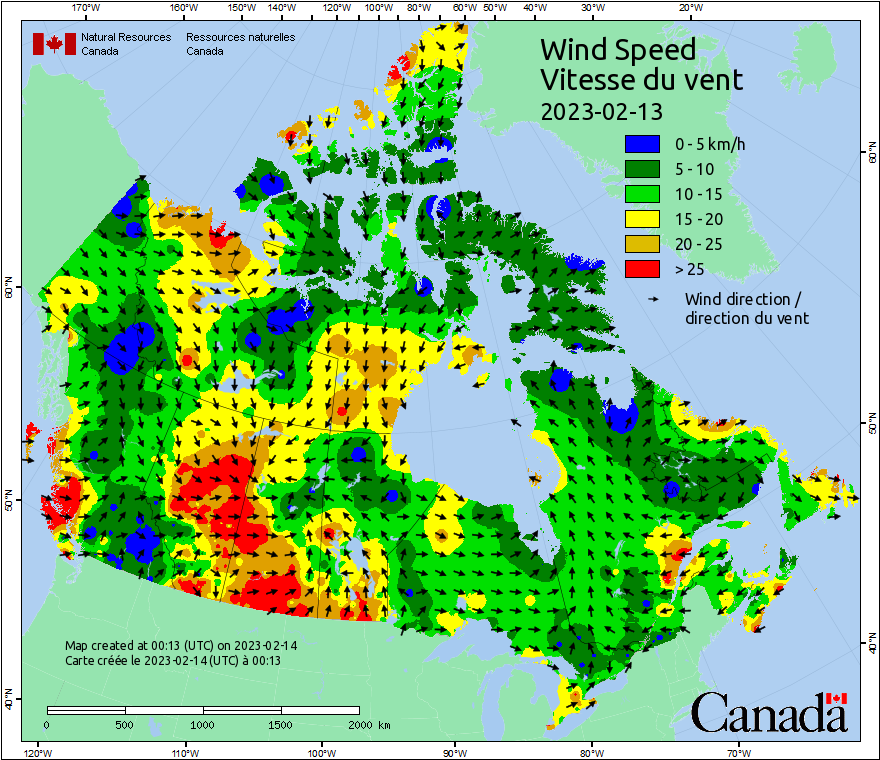 170°W 160°W 150°W 140°W 120°W 110°W 100°W 80°W 60°W 50°W 40°W 30°W 20°W
Natural Resources Ressources naturelles
Canada Canada
Wind Speed
Vitesse du vent
2023-02-13
0 - 5 km/h
5 - 10
10 - 15
15 - 20
20 - 25
> 25
Wind direction /
direction du vent
60°N
60°N
50°N
50°N
40°N
40°N
Map created at 00:13 (UTC) on 2023-02-14
Carte créée le 2023-02-14 (UTC) à 00:13
0 500 1000 1500 2000 km
Canada
120°W 110°W 100°W 90°W 80°W 70°W